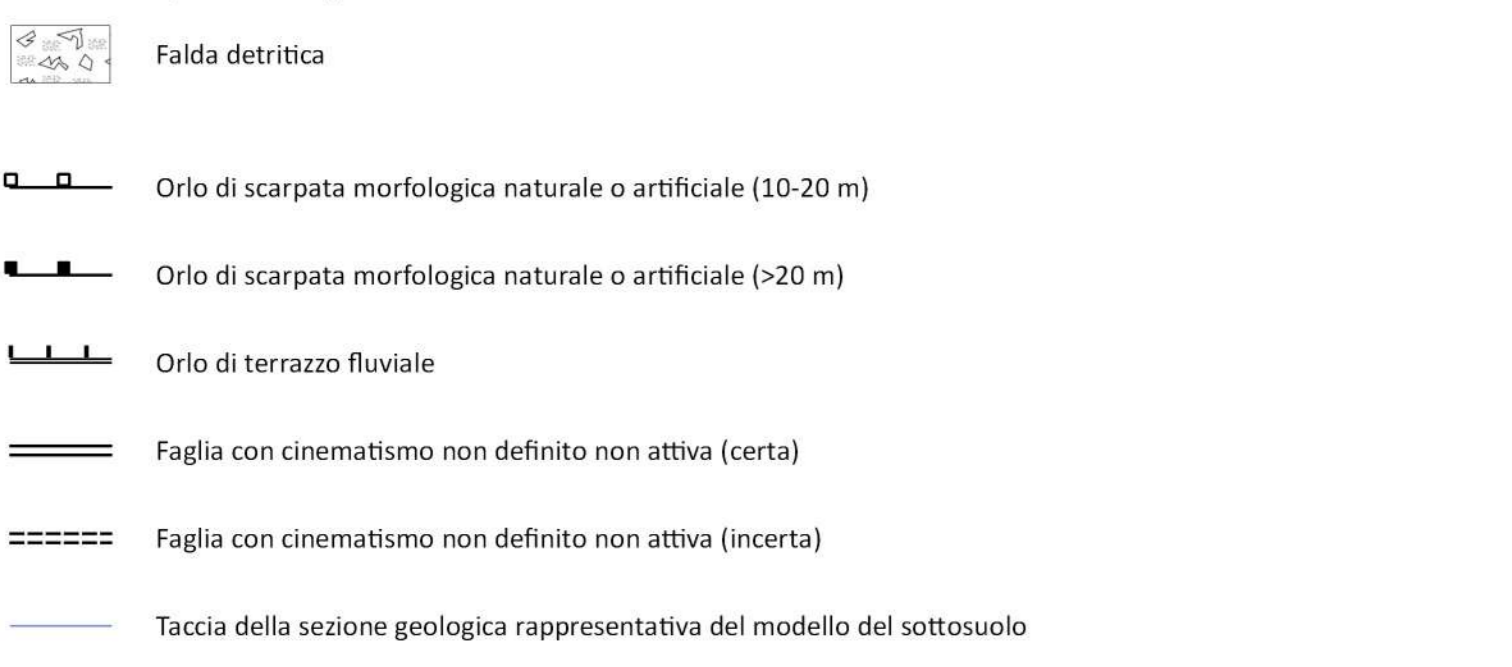 Falda detritica
Orlo di scarpata morfologica naturale o artificiale (10-20 m)
Orlo di scarpata morfologica naturale o artificiale (>20 m)
Orlo di terrazzo fluviale
Faglia con cinematismo non definito non attiva (certa)
Faglia con cinematismo non definito non attiva (incerta)
Taccia della sezione geologica rappresentativa del modello del sottosuolo